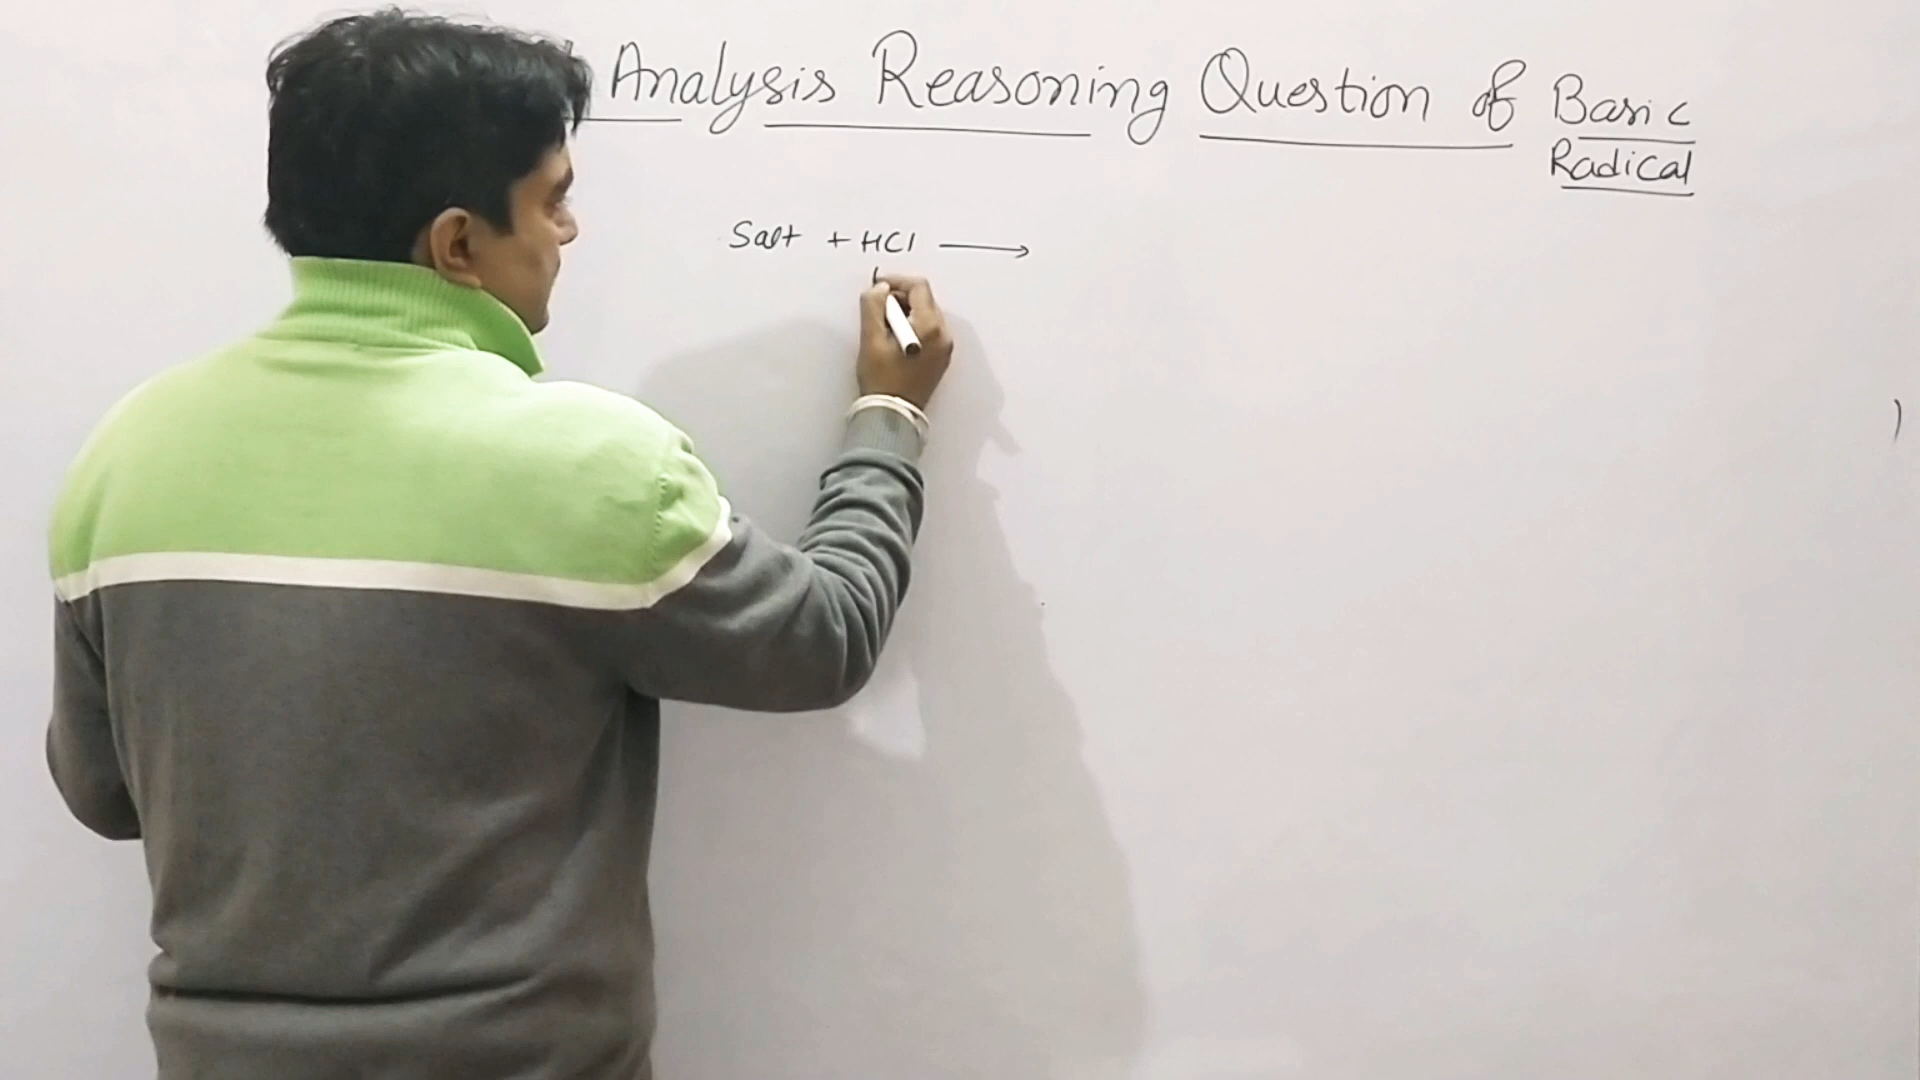 Analysis Reasoning Question of Basic
Radical
Salt + HCl ⟶
)